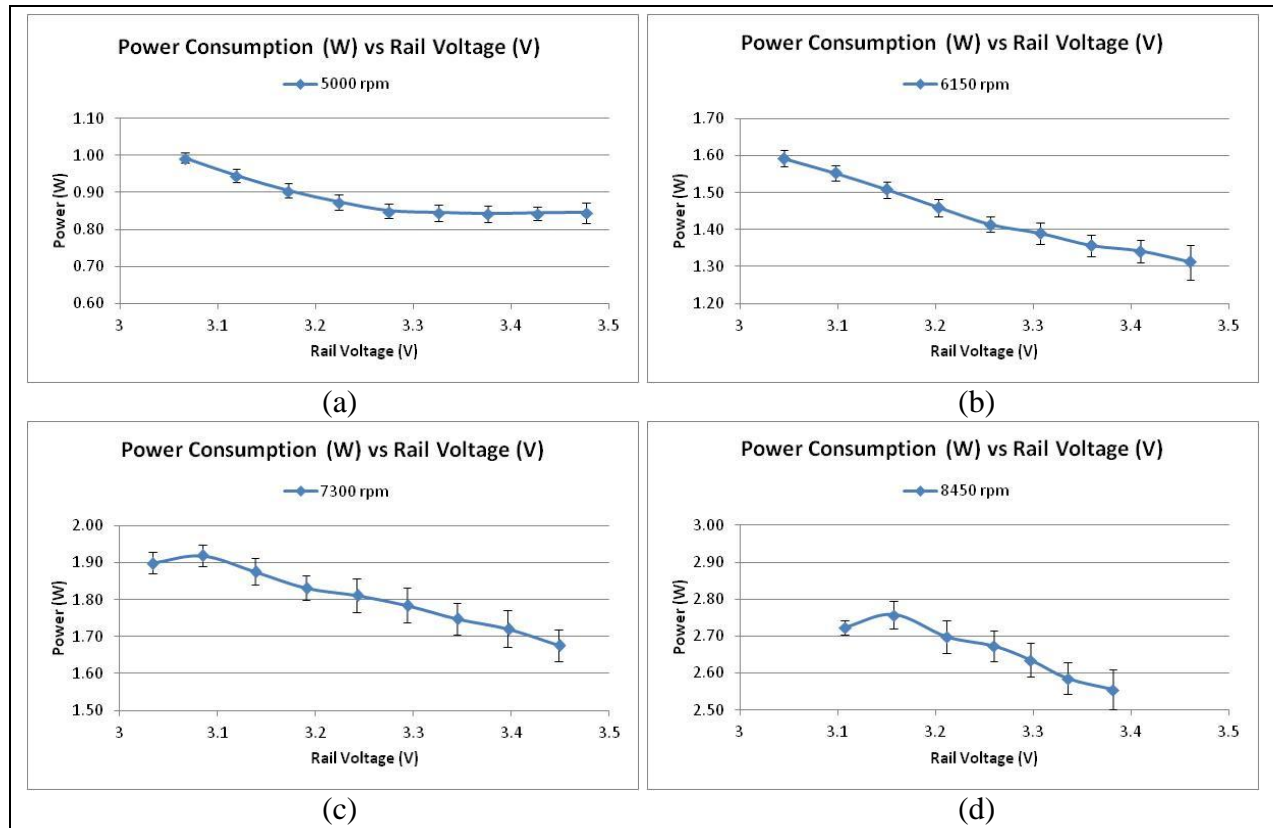 Power Consumption (W) vs Rail Voltage (V)
5000 rpm
1.10
1.00
0.90
0.80
0.70
0.60
Power (W)
3 3.1 3.2 3.3 3.4 3.5
Rail Voltage (V)
(a)
Power Consumption (W) vs Rail Voltage (V)
6150 rpm
1.70
1.60
1.50
1.40
1.30
1.20
Power (W)
3 3.1 3.2 3.3 3.4 3.5
Rail Voltage (V)
(b)
Power Consumption (W) vs Rail Voltage (V)
7300 rpm
2.00
1.90
1.80
1.70
1.60
1.50
Power (W)
3 3.1 3.2 3.3 3.4 3.5
Rail Voltage (V)
(c)
Power Consumption (W) vs Rail Voltage (V)
8450 rpm
3.00
2.90
2.80
2.70
2.60
2.50
Power (W)
3 3.1 3.2 3.3 3.4 3.5
Rail Voltage (V)
(d)